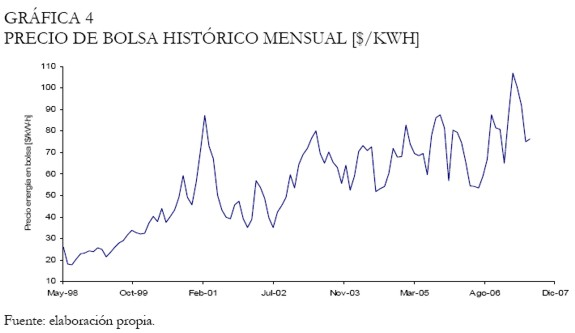 GRÁFICA 4
PRECIO DE BOLSA HISTÓRICO MENSUAL [$/KWH]
110
100
90
80
70
60
50
40
30
20
10
Precio energía en bolsa [$/kW-h]
May-98 Oct-99 Feb-01 Jul-02 Nov-03 Mar-05 Ago-06 Dic-07
Fuente: elaboración propia.